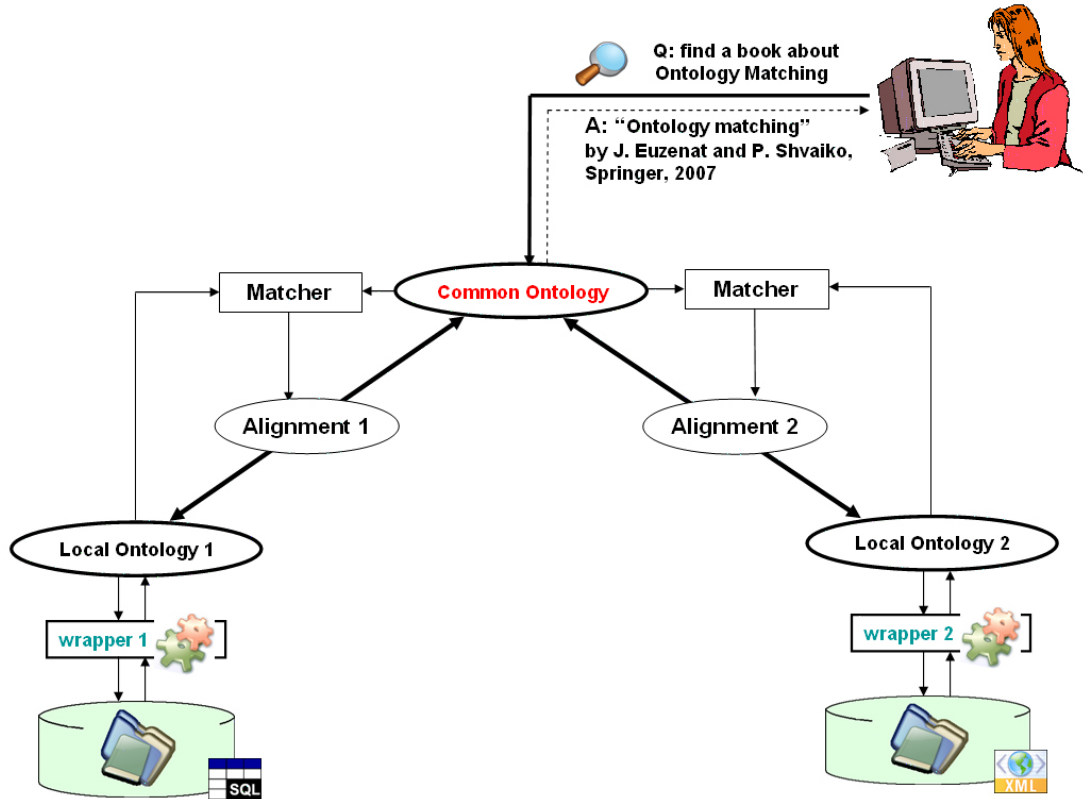 Q: find a book about
Ontology Matching
A: “Ontology matching”
by J. Euzenat and P. Shvaiko,
Springer, 2007
Matcher
Common Ontology
Matcher
Alignment 1
Alignment 2
Local Ontology 1
Local Ontology 2
wrapper 1
wrapper 2
SQL
XML